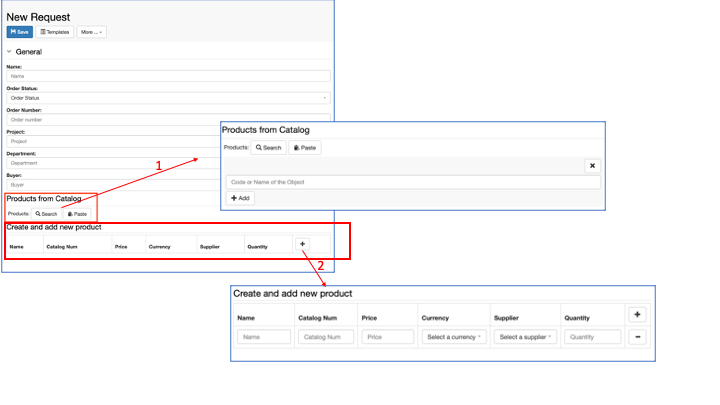 New Request
Save Templates More ...
General
Name:
Name
Order Status:
Order Status
Order Number:
Order number
Project:
Project
Department:
Department
Buyer:
Buyer
Products from Catalog
Products: Search Paste
Create and add new product
Name Catalog Num Price Currency Supplier Quantity +
1
Products from Catalog
Products: Search Paste
Code or Name of the Object
+ Add
2
Create and add new product
Name Catalog Num Price Currency Supplier Quantity +
Name Catalog Num Price Select a currency Select a supplier Quantity −